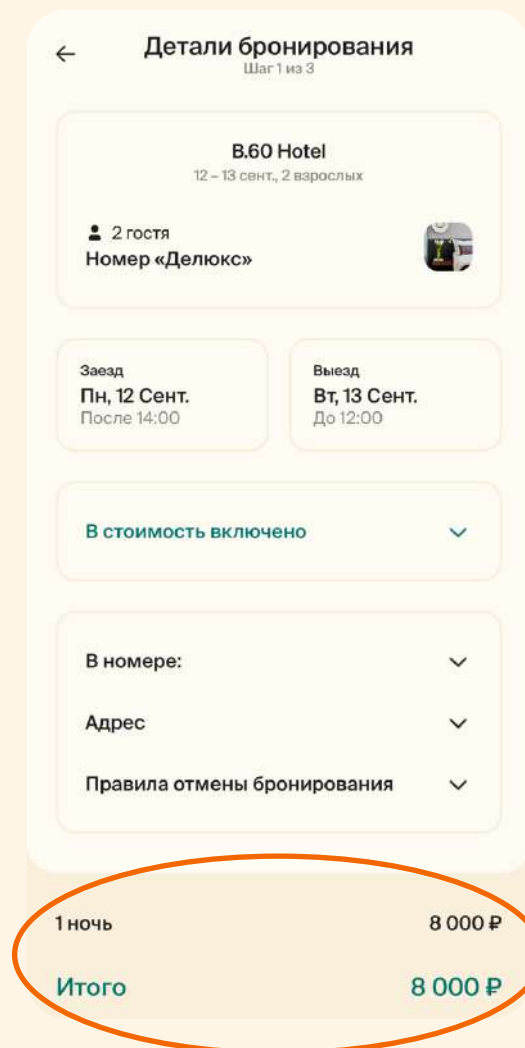 Детали бронирования
Шаг 1 из 3
B.60 Hotel
12 – 13 сент., 2 взрослых
2 гостя
Номер «Делюкс»
Заезд
Пн, 12 Сент.
После 14:00
Выезд
Вт, 13 Сент.
До 12:00
В стоимость включено
В номере:
Адрес
Правила отмены бронирования
1 ночь 8 000 ₽
Итого 8 000 ₽